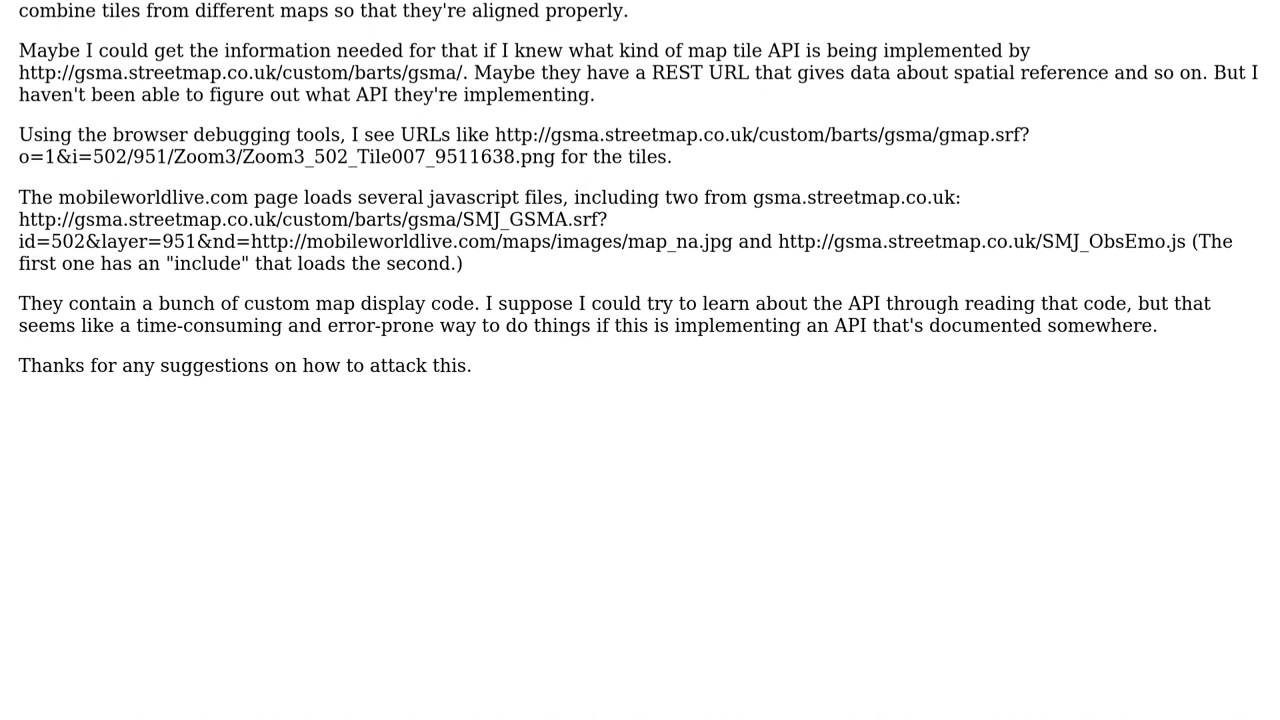 combine tiles from different maps so that they're aligned properly.
Maybe I could get the information needed for that if I knew what kind of map tile API is being implemented by
http://gsma.streetmap.co.uk/custom/barts/gsma/. Maybe they have a REST URL that gives data about spatial reference and so on. But I
haven't been able to figure out what API they're implementing.
Using the browser debugging tools, I see URLs like http://gsma.streetmap.co.uk/custom/barts/gsma/gmap.srf?
o=1&i=502/951/Zoom3/Zoom3_502_Tile007_9511638.png for the tiles.
The mobileworldlive.com page loads several javascript files, including two from gsma.streetmap.co.uk:
http://gsma.streetmap.co.uk/custom/barts/gsma/SMJ_GSMA.srf?
id=502&layer=951&nd=http://mobileworldlive.com/maps/images/map_na.jpg and http://gsma.streetmap.co.uk/SMJ_ObsEmo.js (The
first one has an "include" that loads the second.)
They contain a bunch of custom map display code. I suppose I could try to learn about the API through reading that code, but that
seems like a time-consuming and error-prone way to do things if this is implementing an API that's documented somewhere.
Thanks for any suggestions on how to attack this.